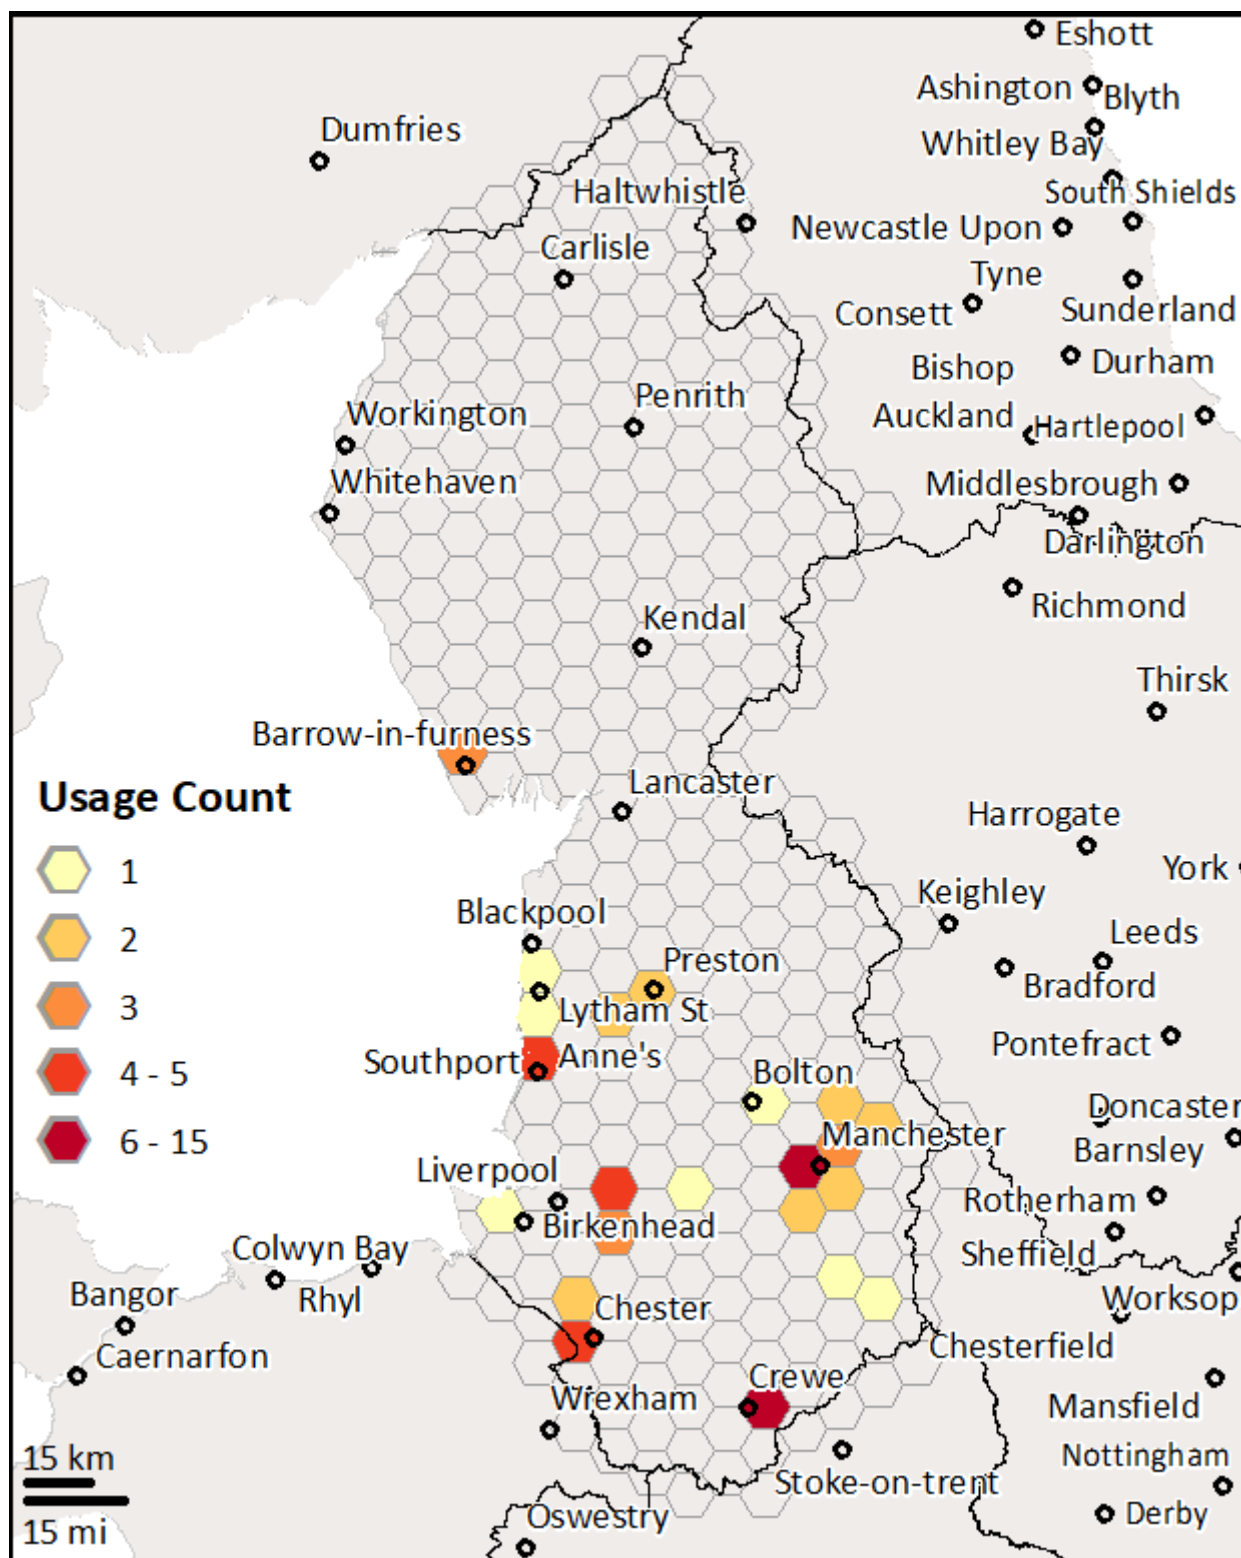 Eshott
Ashington
Blyth
Dumfries
Whitley Bay
Haltwhistle
South Shields
Newcastle Upon
Tyne
Carlisle
Consett
Sunderland
Bishop
Auckland
Durham
Penrith
Workington
Hartlepool
Whitehaven
Middlesbrough
Darlington
Richmond
Kendal
Thirsk
Barrow-in-furness
Lancaster
Usage Count
1
2
3
4 - 5
6 - 15
Harrogate
York
Keighley
Blackpool
Leeds
Preston
Bradford
Lytham St
Anne's
Pontefract
Southport
Bolton
Doncaster
Manchester
Barnsley
Liverpool
Rotherham
Birkenhead
Sheffield
Colwyn Bay
Rhyl
Bangor
Worksop
Chester
Chesterfield
Caernarfon
Crewe
Wrexham
Mansfield
Nottingham
15 km
15 mi
Stoke-on-trent
Derby
Oswestry